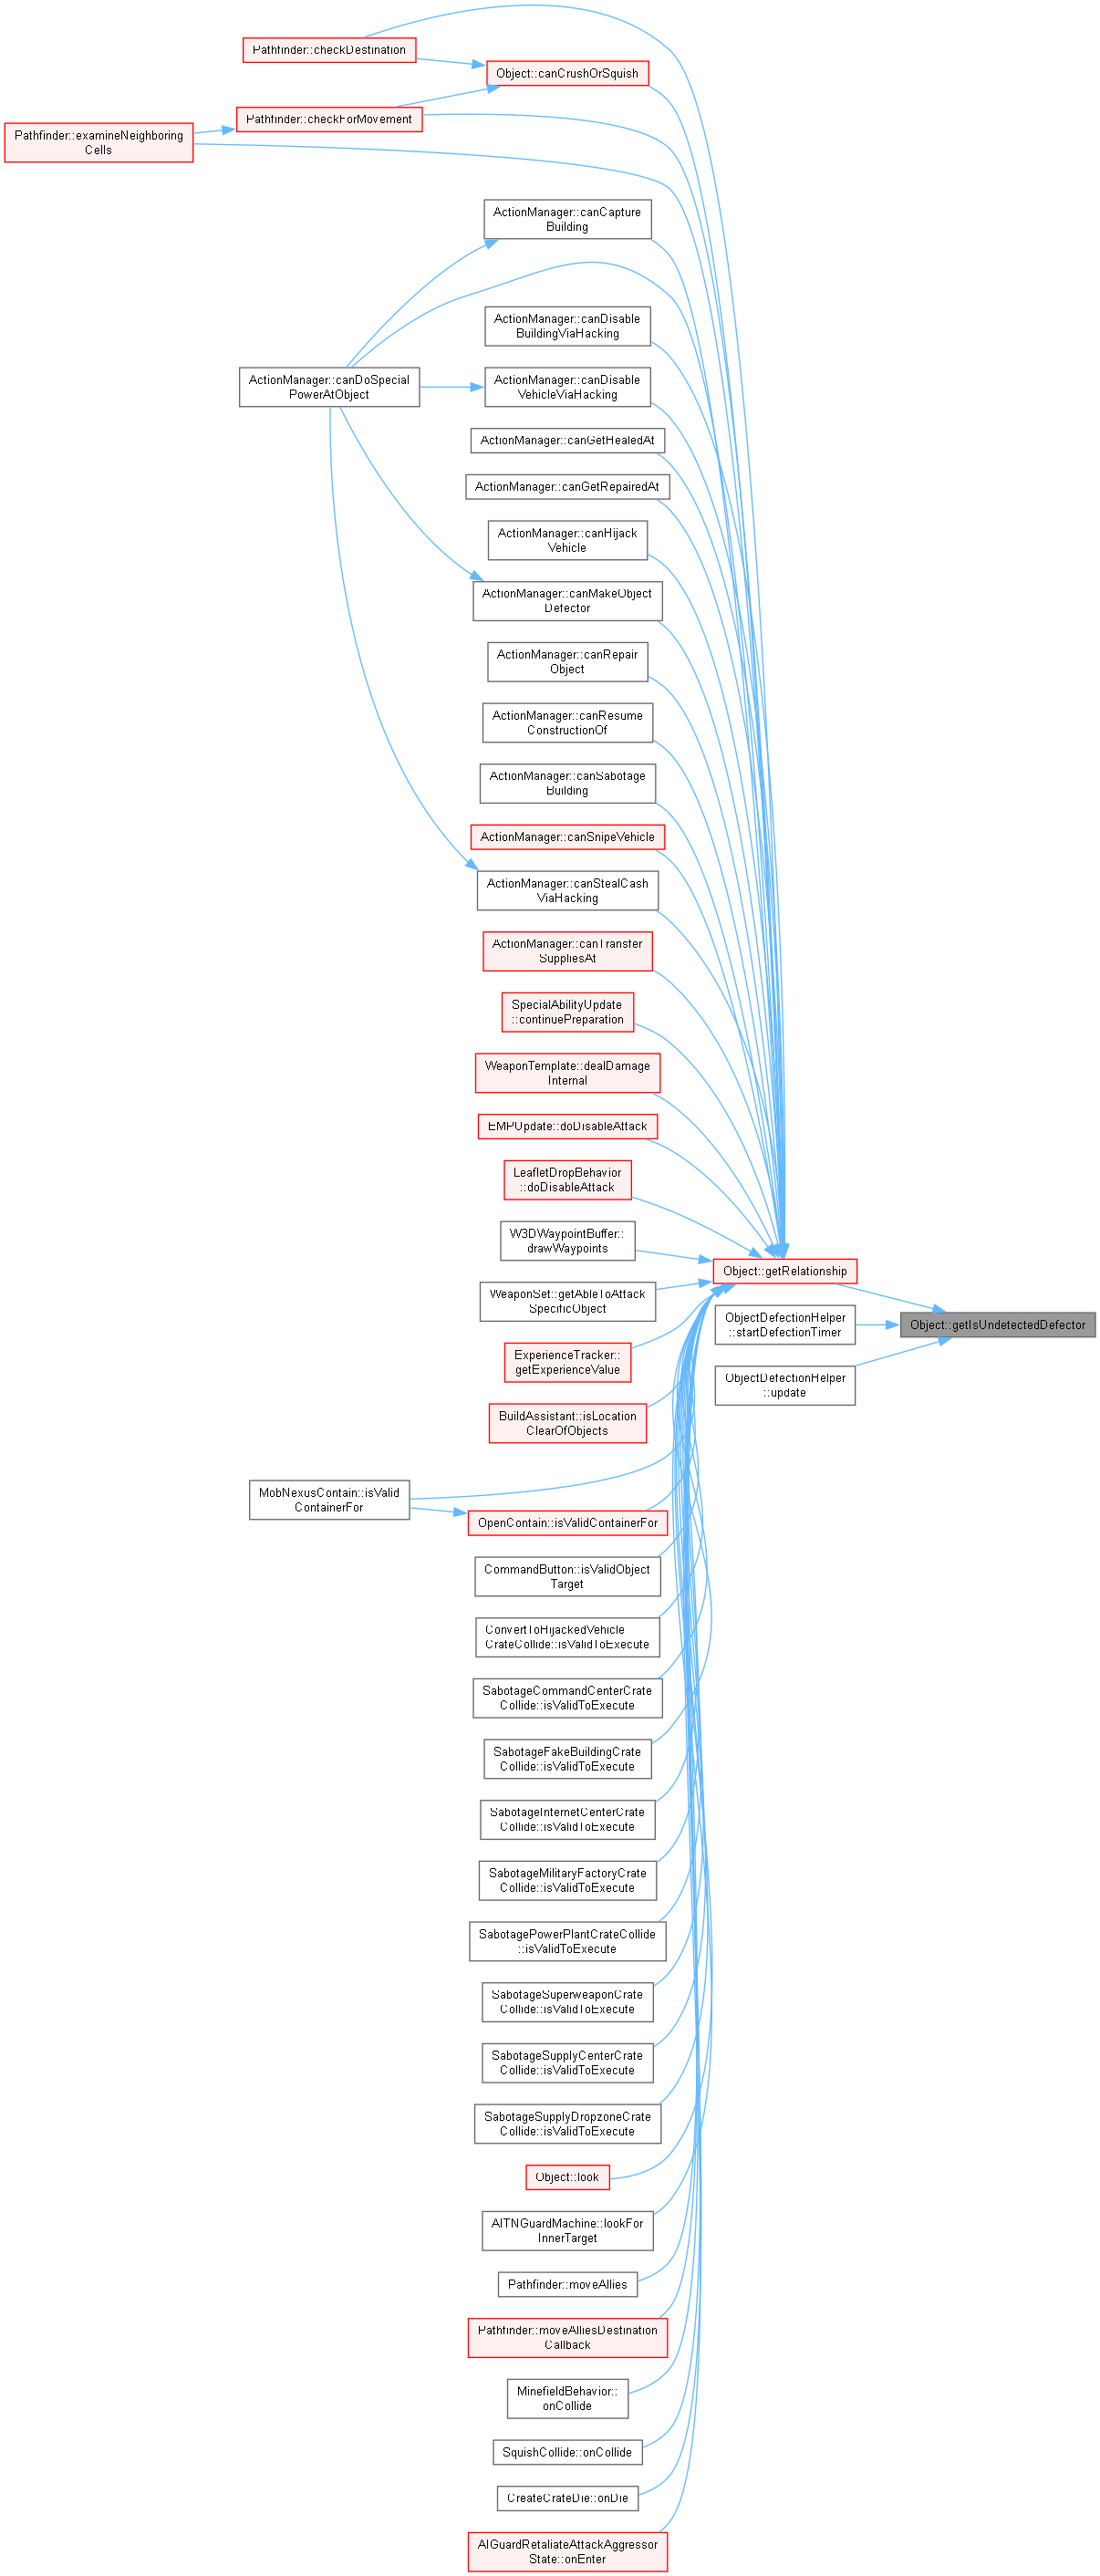 Pathfinder::checkDestination
Object::canCrushOrSquish
Pathfinder::checkForMovement
Pathfinder::examineNeighboring
Cells
ActionManager::canCapture
Building
ActionManager::canDisable
BuildingViaHacking
ActionManager::canDoSpecial
PowerAtObject
ActionManager::canDisable
VehicleViaHacking
ActionManager::canGetHealedAt
ActionManager::canGetRepairedAt
ActionManager::canHijack
Vehicle
ActionManager::canMakeObject
Defector
ActionManager::canRepair
Object
ActionManager::canResume
ConstructionOf
ActionManager::canSabotage
Building
ActionManager::canSnipeVehicle
ActionManager::canStealCash
ViaHacking
ActionManager::canTransfer
SuppliesAt
SpecialAbilityUpdate
::continuePreparation
WeaponTemplate::dealDamage
Internal
EMPUpdate::doDisableAttack
LeafletDropBehavior
::doDisableAttack
W3DWaypointBuffer::
drawWaypoints
Object::getRelationship
WeaponSet::getAbleToAttack
SpecificObject
ObjectDefectionHelper
::startDefectionTimer
Object::getIsUndetectedDefector
ExperienceTracker::
getExperienceValue
ObjectDefectionHelper
::update
BuildAssistant::isLocation
ClearOfObjects
MobNexusContain::isValid
ContainerFor
OpenContain::isValidContainerFor
CommandButton::isValidObject
Target
ConvertToHijackedVehicle
CrateCollide::isValidToExecute
SabotageCommandCenterCrate
Collide::isValidToExecute
SabotageFakeBuildingCrate
Collide::isValidToExecute
SabotageInternetCenterCrate
Collide::isValidToExecute
SabotageMilitaryFactoryCrate
Collide::isValidToExecute
SabotagePowerPlantCrateCollide
::isValidToExecute
SabotageSuperweaponCrate
Collide::isValidToExecute
SabotageSupplyCenterCrate
Collide::isValidToExecute
SabotageSupplyDropzoneCrate
Collide::isValidToExecute
Object::look
AITNGuardMachine::lookFor
InnerTarget
Pathfinder::moveAllies
Pathfinder::moveAlliesDestination
Callback
MinefieldBehavior::
onCollide
SquishCollide::onCollide
CreateCrateDie::onDie
AIGuardRetaliateAttackAggressor
State::onEnter